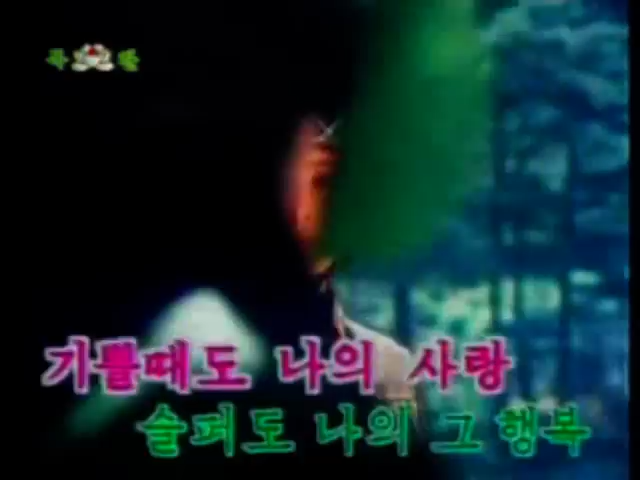 기쁠때도 나의 사랑
슬퍼도 나의 그 행복